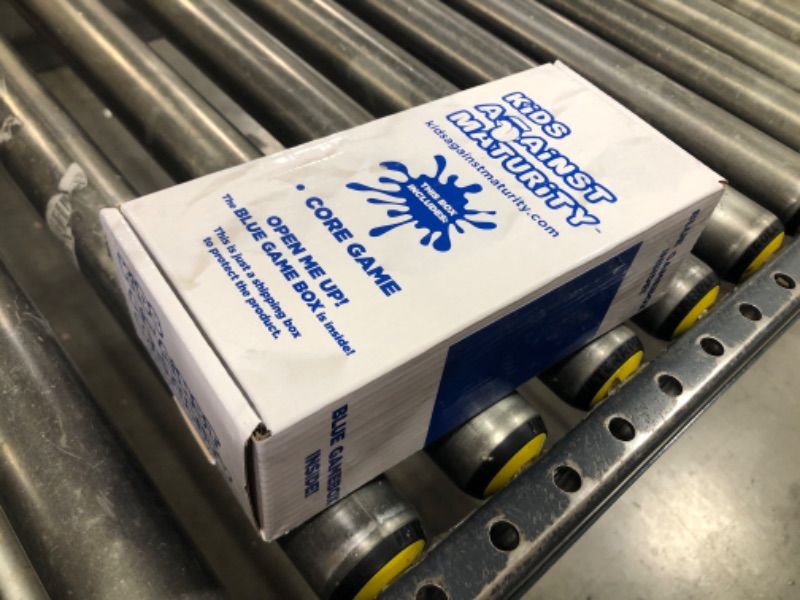 KiDS
AGAiNST
MATURiTY™
kidsagainstmaturity.com
THIS BOX
INCLUDES:
• CORE GAME
OPEN ME UP!
The BLUE GAME BOX is inside!
This is just a shipping box
to protect the product.
BLUE GAMEBOX
INSIDE!